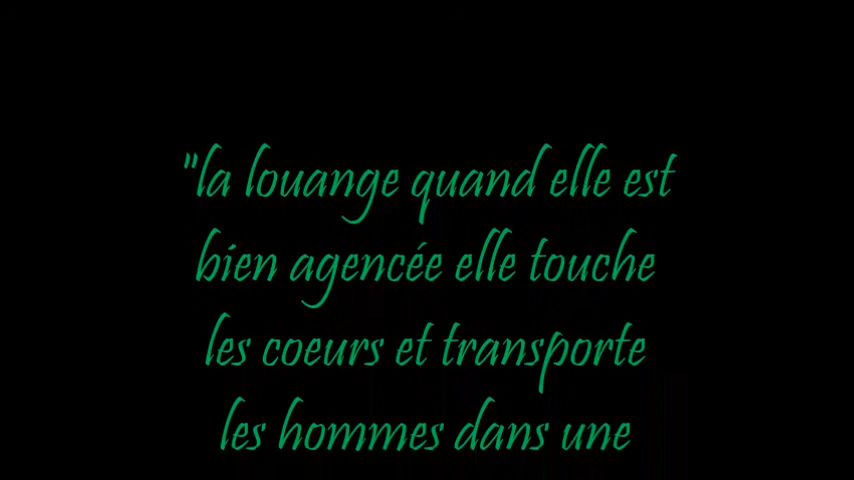 "la louange quand elle est
bien agencée elle touche
les coeurs et transporte
les hommes dans une